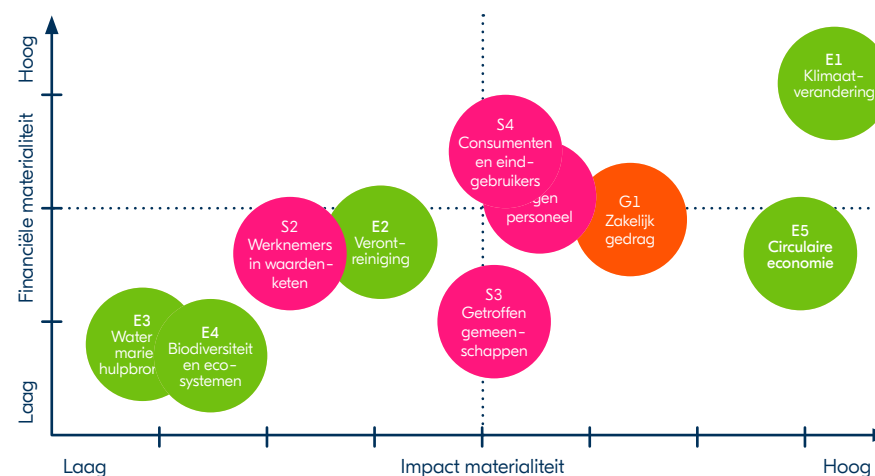 Hoog
Financiële materialiteit
Laag
E1
Klimaat-
verandering
S4
Consumenten
en eind-
gebruikers
personeel
G1
Zakelijk
gedrag
S2
Werknemers
in waarden-
keten
E2
Veront-
reiniging
E5
Circulaire
economie
S3
Getroffen
gemeen-
schappen
E3
Water
E4
Biodiversiteit
en eco-
systemen
Laag
Impact materialiteit
Hoog